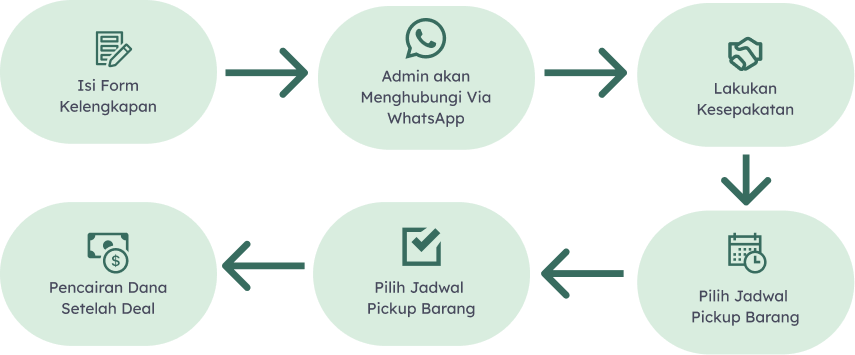 Isi Form
Kelengkapan
Admin akan
Menghubungi Via
WhatsApp
Lakukan
Kesepakatan
Pilih Jadwal
Pickup Barang
Pilih Jadwal
Pickup Barang
Pencairan Dana
Setelah Deal